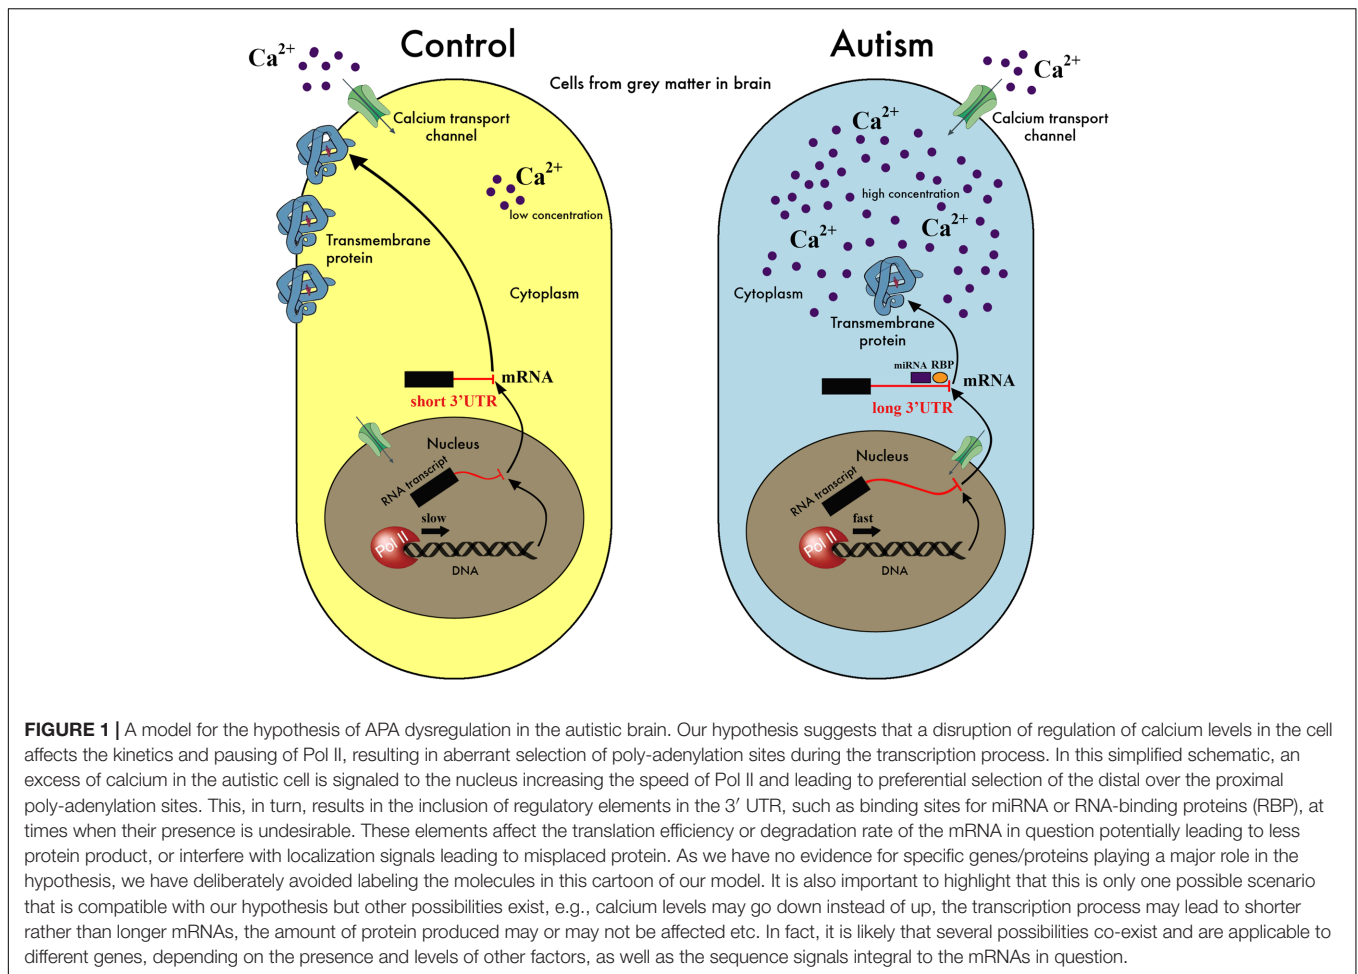 Control
Autism
Cells from grey matter in brain
Ca2+
Calcium transport
channel
Ca2+
low concentration
Transmembrane
protein
Cytoplasm
mRNA
short 3’UTR
Nucleus
RNA transcript
slow
Pol II
DNA
Ca2+
Calcium transport
channel
Ca2+
high concentration
Ca2+
Ca2+
Cytoplasm
Transmembrane
protein
miRNA RBP
mRNA
long 3’UTR
Nucleus
RNA transcript
fast
Pol II
DNA
FIGURE 1 | A model for the hypothesis of APA dysregulation in the autistic brain. Our hypothesis suggests that a disruption of regulation of calcium levels in the cell
affects the kinetics and pausing of Pol II, resulting in aberrant selection of poly-adenylation sites during the transcription process. In this simplified schematic, an
excess of calcium in the autistic cell is signaled to the nucleus increasing the speed of Pol II and leading to preferential selection of the distal over the proximal
poly-adenylation sites. This, in turn, results in the inclusion of regulatory elements in the 3′ UTR, such as binding sites for miRNA or RNA-binding proteins (RBP), at
times when their presence is undesirable. These elements affect the translation efficiency or degradation rate of the mRNA in question potentially leading to less
protein product, or interfere with localization signals leading to misplaced protein. As we have no evidence for specific genes/proteins playing a major role in the
hypothesis, we have deliberately avoided labeling the molecules in this cartoon of our model. It is also important to highlight that this is only one possible scenario
that is compatible with our hypothesis but other possibilities exist, e.g., calcium levels may go down instead of up, the transcription process may lead to shorter
rather than longer mRNAs, the amount of protein produced may or may not be affected etc. In fact, it is likely that several possibilities co-exist and are applicable to
different genes, depending on the presence and levels of other factors, as well as the sequence signals integral to the mRNAs in question.